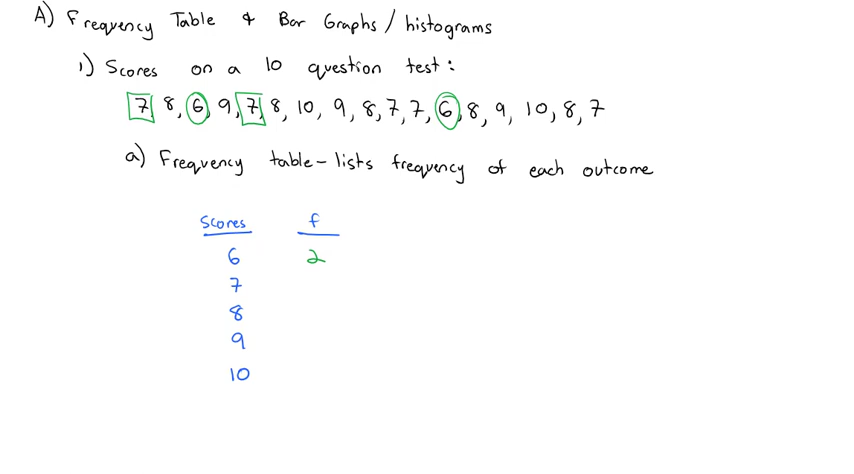 A) Frequency Table & Bar Graphs / histograms
1) Scores on a 10 question test:
7, 8, 6, 9, 7, 8, 10, 9, 8, 7, 7, 6, 8, 9, 10, 8, 7
a) Frequency table - lists frequency of each outcome
Scores f
6 2
7
8
9
10